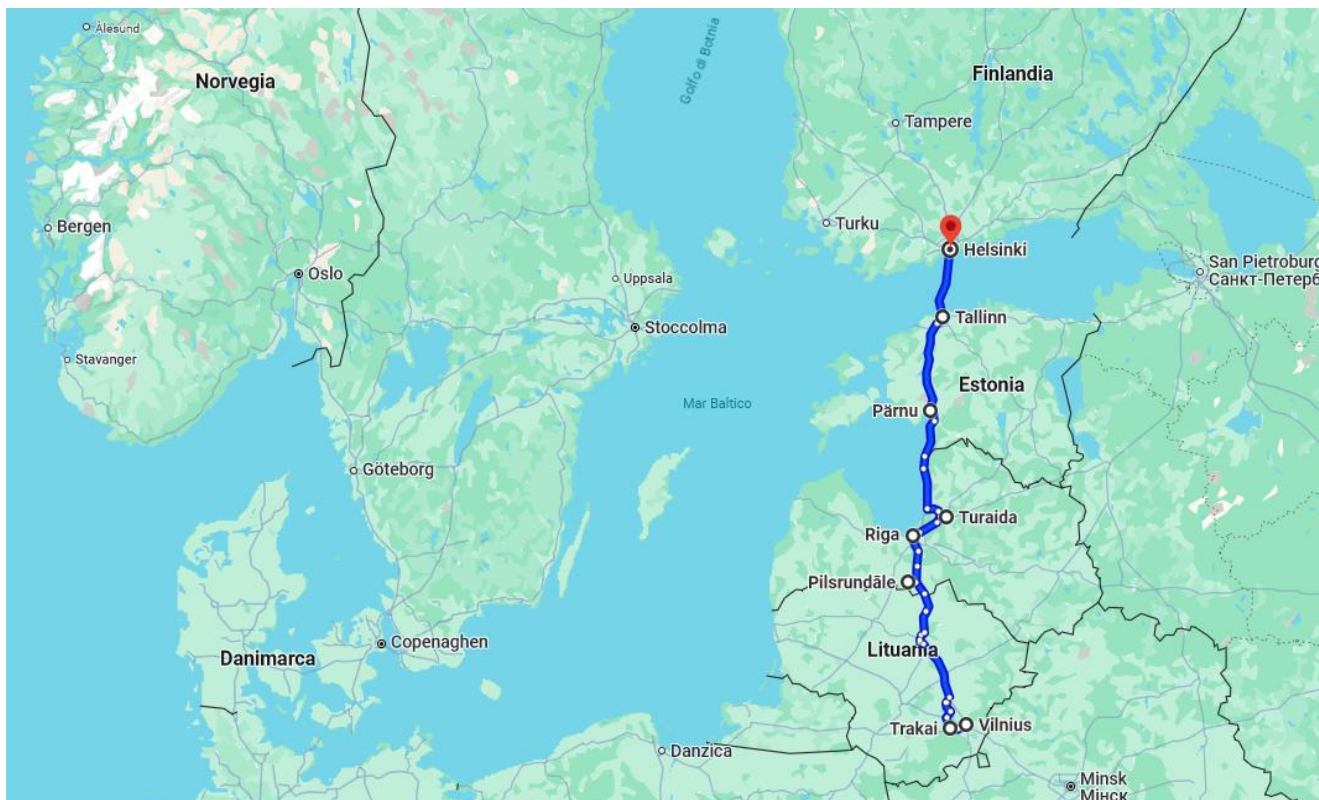 Ålesund
Norvegia
Golfo di Botnia
Finlandia
Tampere
Bergen
Turku
Oslo
Helsinki
Uppsala
San Pietroburg
Санкт-Петерб
Stoccolma
Tallinn
Stavanger
Estonia
Mar Baltico
Pärnu
Göteborg
Turaida
Riga
Pilsrundāle
Copenaghen
Lituania
Danimarca
Trakai
Vilnius
Danzica
Minsk
Мінск